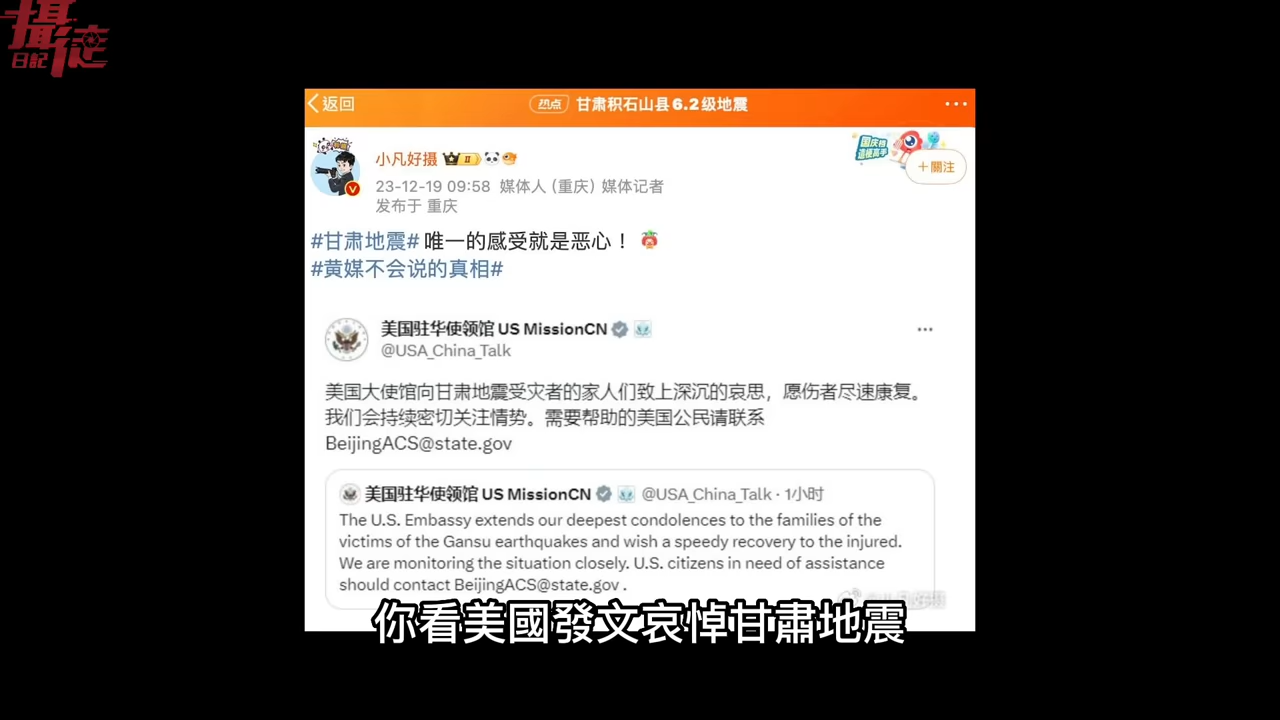 攝徒
日記
返回
热点 甘肃积石山县6.2级地震
小凡好摄 II
23-12-19 09:58 媒体人（重庆）媒体记者
发布于 重庆
+關注
#甘肃地震# 唯一的感受就是恶心！
#黄媒不会说的真相#
美国驻华使领馆 US MissionCN
@USA_China_Talk
美国大使馆向甘肃地震受灾者的家人们致上深沉的哀思，愿伤者尽速康复。
我们会持续密切关注情势。需要帮助的美国公民请联系
BeijingACS@state.gov
美国驻华使领馆 US MissionCN @USA_China_Talk · 1小时
The U.S. Embassy extends our deepest condolences to the families of the
victims of the Gansu earthquakes and wish a speedy recovery to the injured.
We are monitoring the situation closely. U.S. citizens in need of assistance
should contact BeijingACS@state.gov .
你看美國發文哀悼甘肅地震